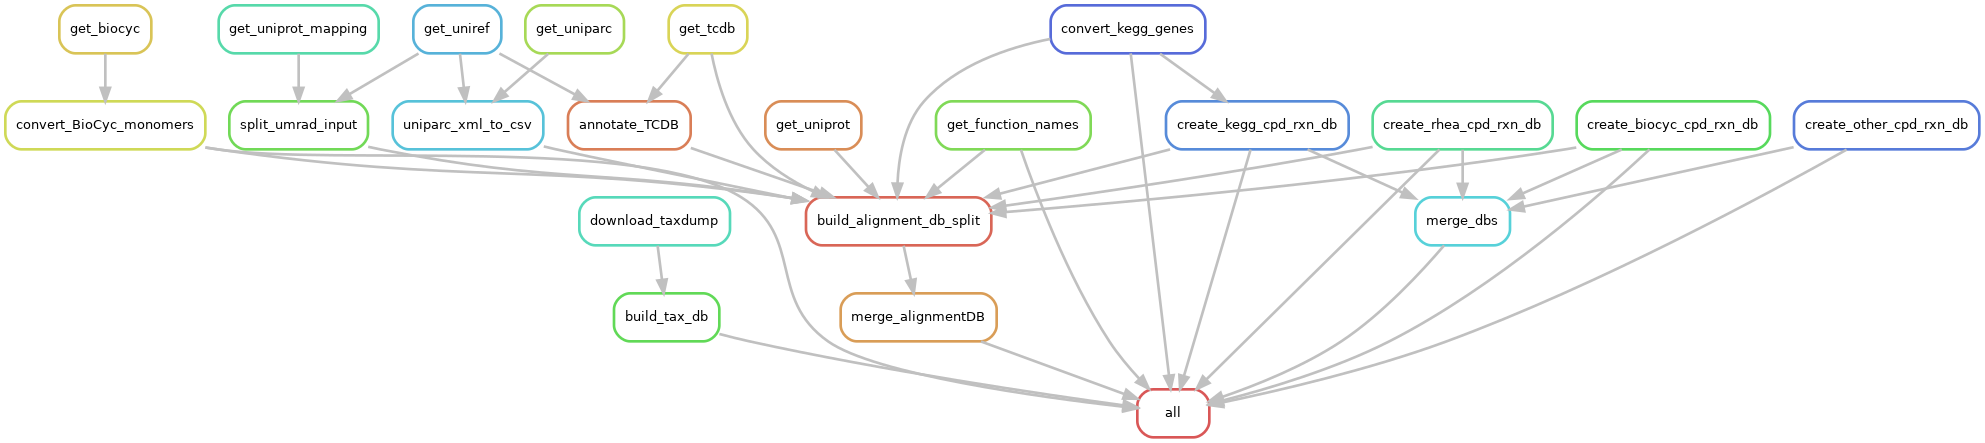 get_biocyc
get_uniprot_mapping
get_uniref
get_uniparc
get_tcdb
convert_kegg_genes
convert_BioCyc_monomers
split_umrad_input
uniparc_xml_to_csv
annotate_TCDB
get_uniprot
get_function_names
create_kegg_cpd_rxn_db
create_rhea_cpd_rxn_db
create_biocyc_cpd_rxn_db
create_other_cpd_rxn_db
download_taxdump
build_alignment_db_split
merge_dbs
build_tax_db
merge_alignmentDB
all